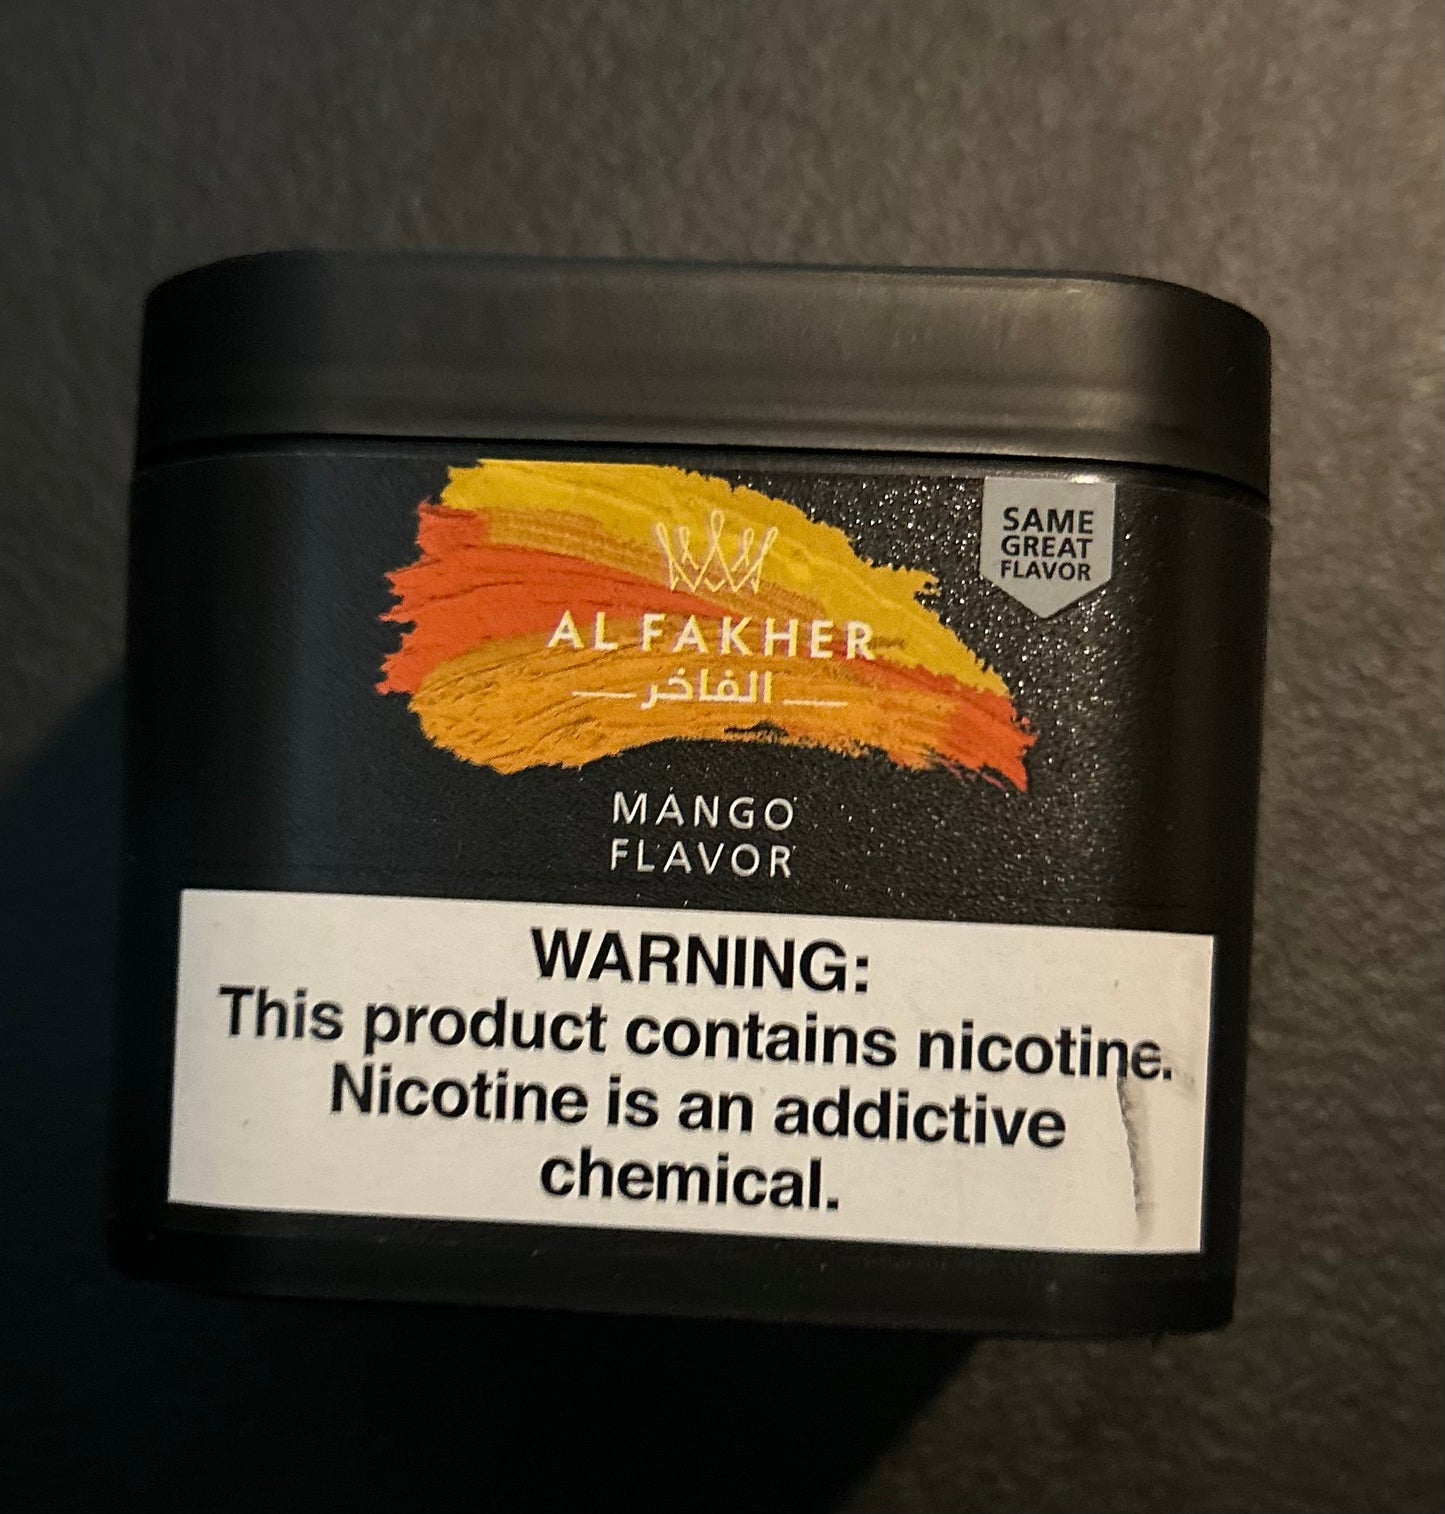 SAME
GREAT
FLAVOR
AL FAKHER
الفاخر
MANGO
FLAVOR
WARNING:
This product contains nicotine.
Nicotine is an addictive
chemical.